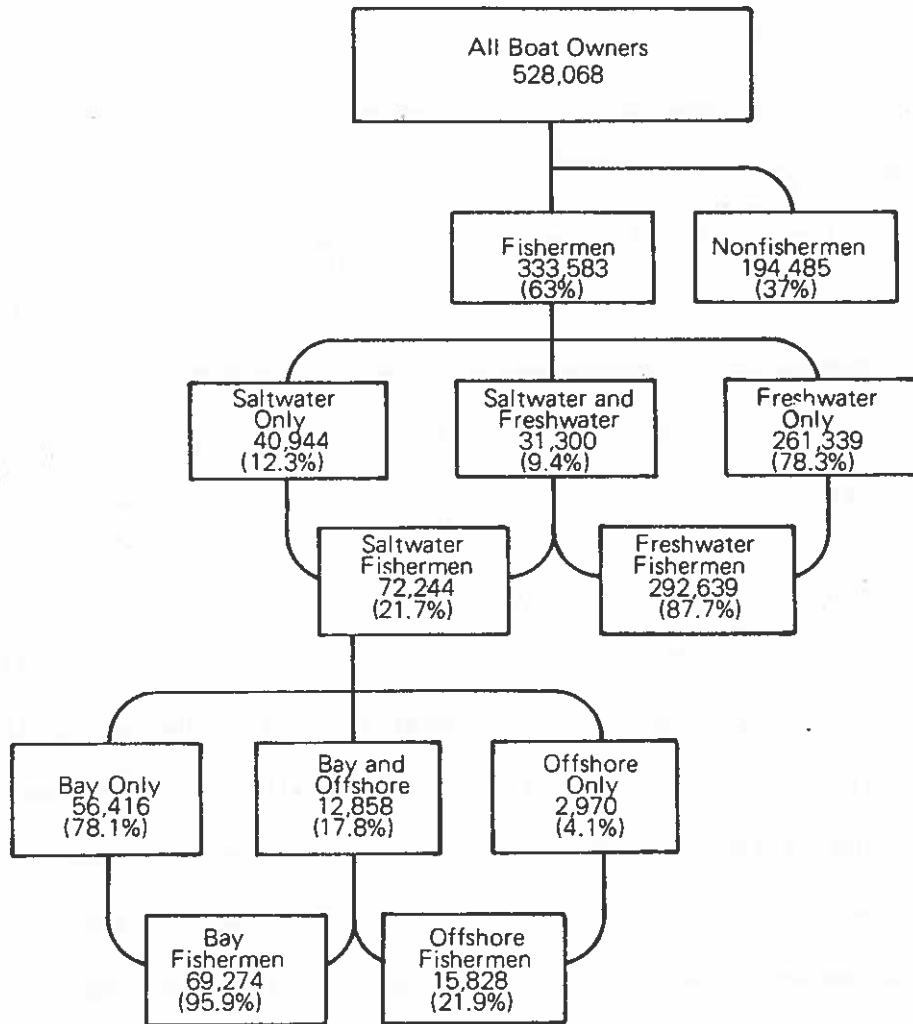 All Boat Owners
528,068
Fishermen
333,583
(63%)
Nonfishermen
194,485
(37%)
Saltwater
Only
40,944
(12.3%)
Saltwater and
Freshwater
31,300
(9.4%)
Freshwater
Only
261,339
(78.3%)
Saltwater
Fishermen
72,244
(21.7%)
Freshwater
Fishermen
292,639
(87.7%)
Bay Only
56,416
(78.1%)
Bay and
Offshore
12,858
(17.8%)
Offshore
Only
2,970
(4.1%)
Bay
Fishermen
69,274
(95.9%)
Offshore
Fishermen
15,828
(21.9%)